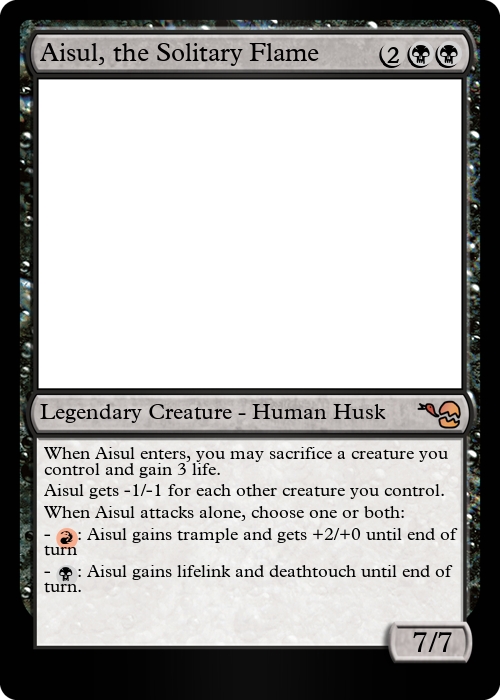 Aisul, the Solitary Flame 2
Legendary Creature - Human Husk
When Aisul enters, you may sacrifice a creature you
control and gain 3 life.
Aisul gets -1/-1 for each other creature you control.
When Aisul attacks alone, choose one or both:
- : Aisul gains trample and gets +2/+0 until end of
turn
- : Aisul gains lifelink and deathtouch until end of
turn.
7/7